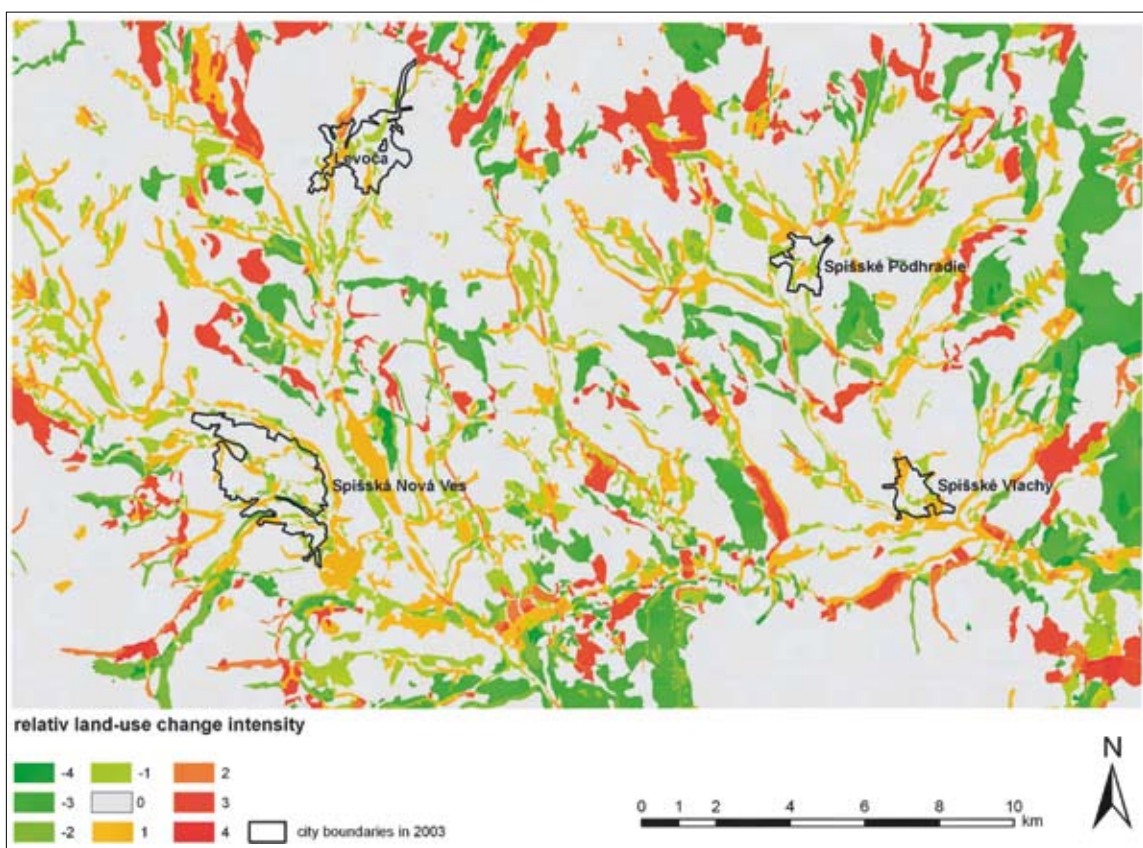 Levoča
Spišské Pôdhradie
Spišská Nová Ves
Spišské Vlachy
relativ land-use change intensity
-4 -1 2
-3 0 3
-2 1 4
city boundaries in 2003
0 1 2 4 6 8 10
km
N